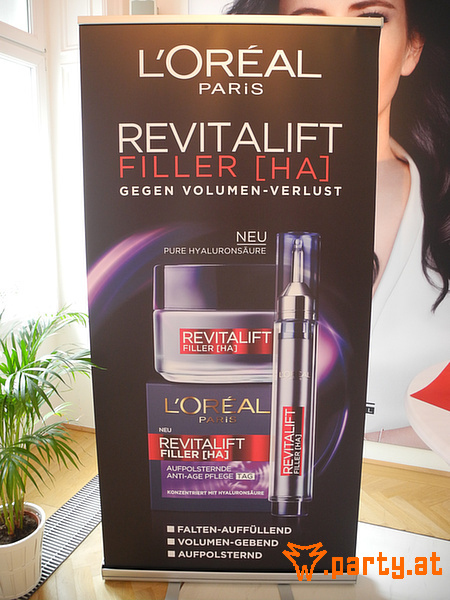 L'ORÉAL
PARiS
REVITALIFT
FILLER [HA]
GEGEN VOLUMEN-VERLUST
NEU
PURE HYALURONSÄURE
REVITALIFT
FILLER [HA]
L'ORÉAL
REVITALIFT
FILLER [HA]
L'ORÉAL
PARiS
NEU
REVITALIFT
FILLER [HA]
AUFPOLSTERNDE
ANTI-AGE PFLEGE TAG
KONZENTRIERT MIT HYALURONSÄURE
FALTEN-AUFFÜLLEND
VOLUMEN-GEBEND
AUFPOLSTERND
.party.at